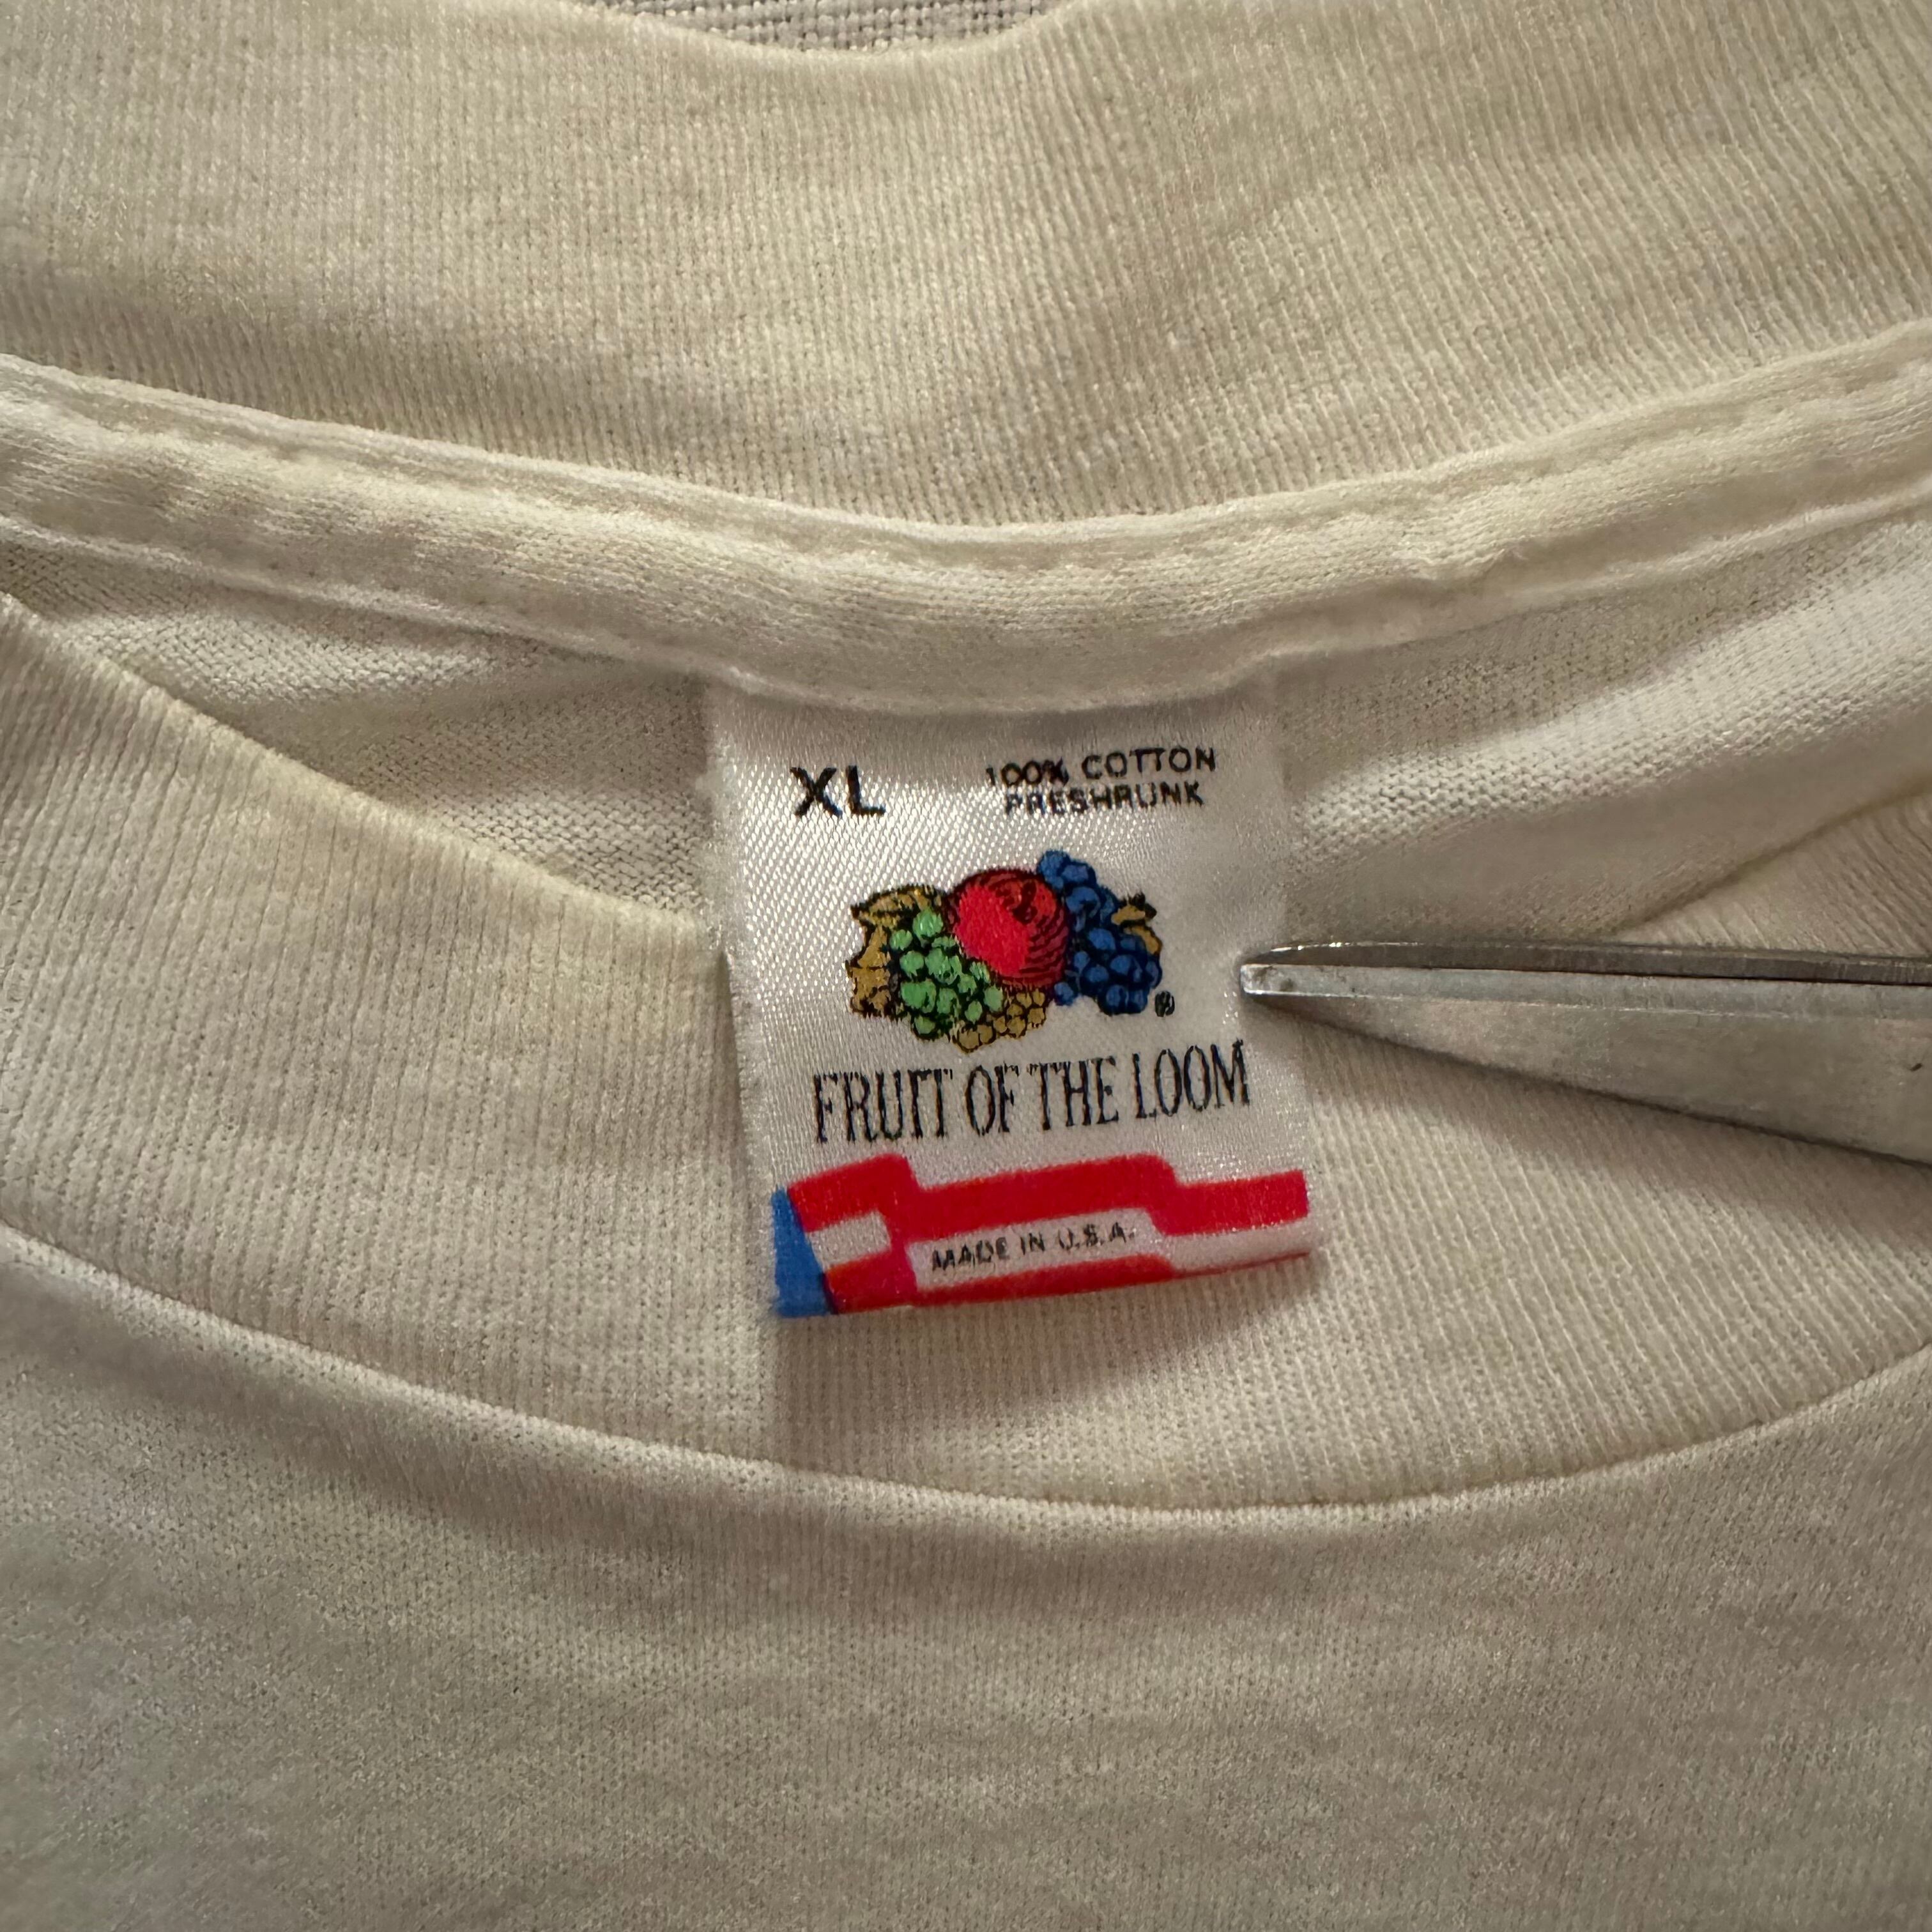 XL
100% COTTON
PRESHRUNK
®
FRUIT OF THE LOOM
MADE IN U.S.A.